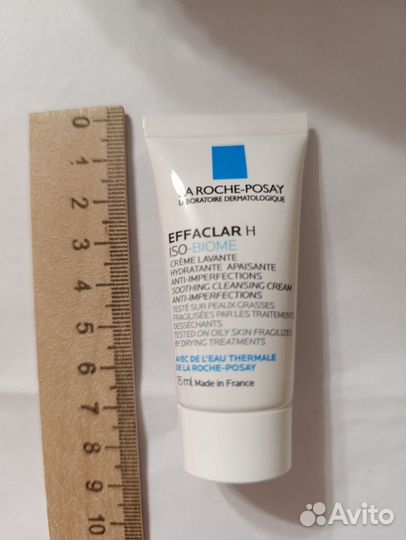 0
1
2
3
4
5
6
7
8
9
10
LA ROCHE-POSAY
LABORATOIRE DERMATOLOGIQUE
EFFACLAR H
ISO-BIOME
CRÈME LAVANTE
HYDRATANTE APAISANTE
ANTI-IMPERFECTIONS
SOOTHING CLEANSING CREAM
ANTI-IMPERFECTIONS
TESTÉ SUR PEAUX GRASSES
FRAGILISÉES PAR LES TRAITEMENTS
DESSÉCHANTS
TESTED ON OILY SKIN FRAGILIZED
BY DRYING TREATMENTS
AVEC DE L'EAU THERMALE
DE LA ROCHE-POSAY
15 ml Made in France
Avito